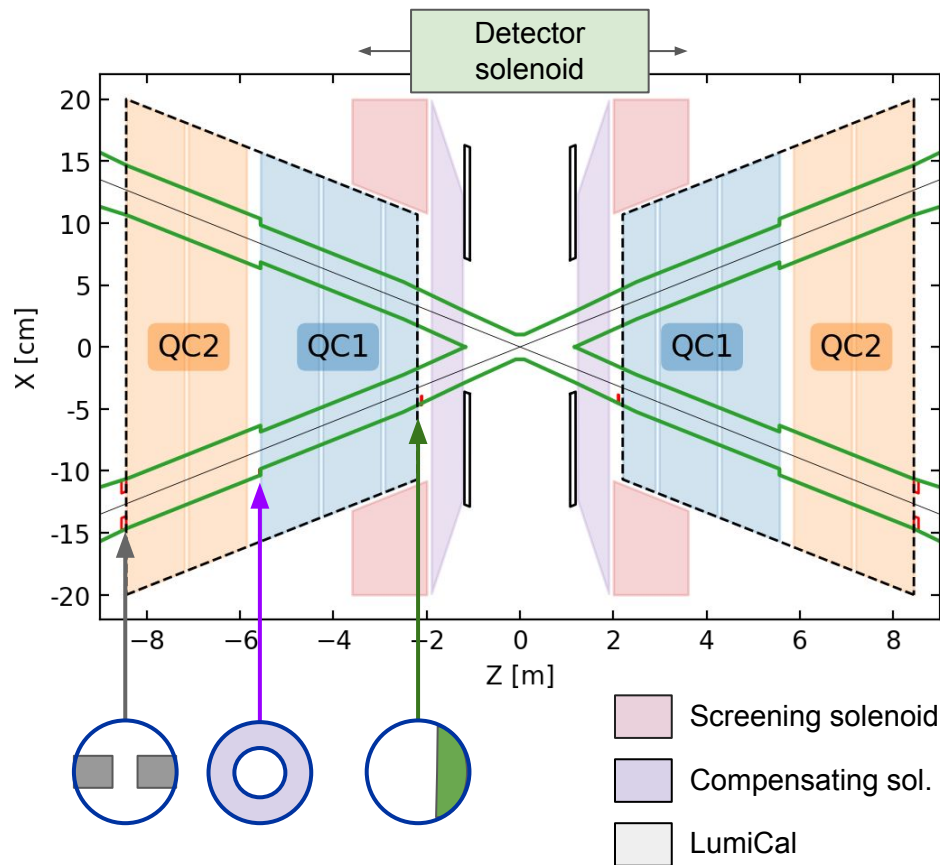 Detector
solenoid
20
15
10
5
0
−5
−10
−15
−20
X [cm]
QC2
QC1
QC1
QC2
−8
−6
−4
−2
0
2
4
6
8
Z [m]
Screening solenoid
Compensating sol.
LumiCal